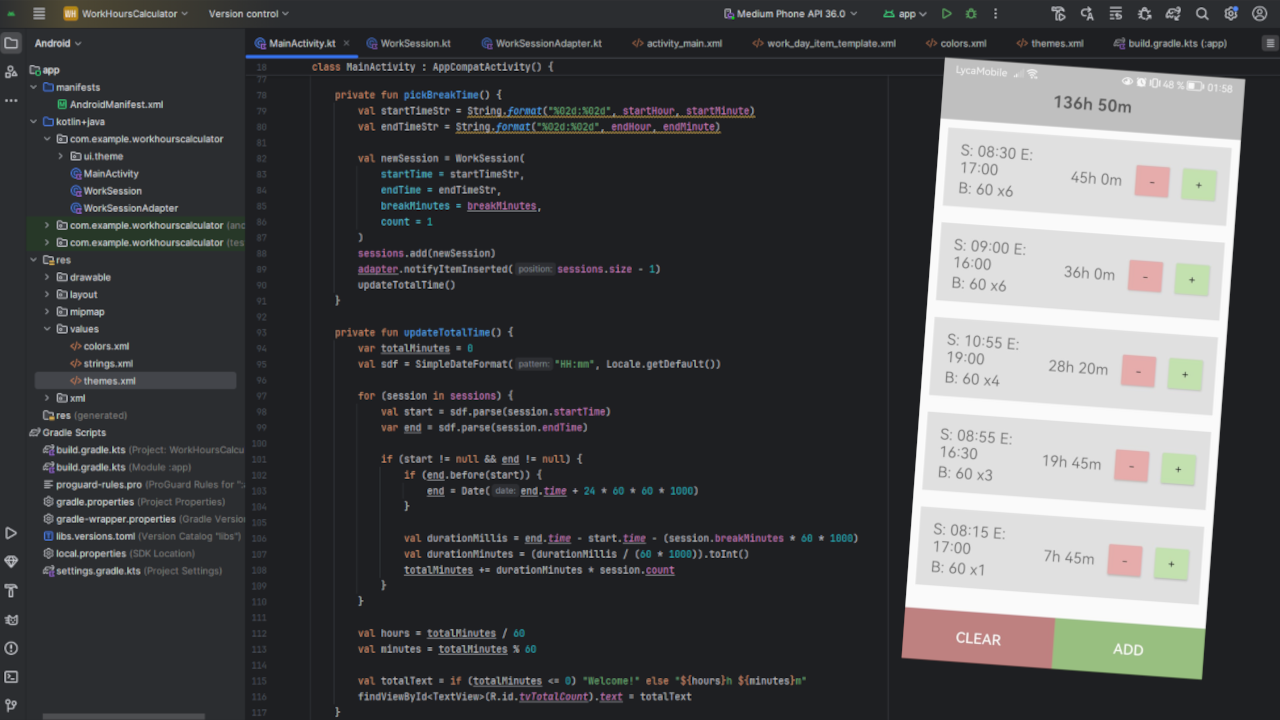 WH WorkHoursCalculator Version control Medium Phone API 36.0 app
Android
MainActivity.kt WorkSession.kt WorkSessionAdapter.kt activity_main.xml work_day_item_template.xml colors.xml themes.xml build.gradle.kts (:app)
app
manifests
AndroidManifest.xml
kotlin+java
com.example.workhourscalculator
ui.theme
MainActivity
WorkSession
WorkSessionAdapter
com.example.workhourscalculator (anc
com.example.workhourscalculator (tes
res
drawable
layout
mipmap
values
colors.xml
strings.xml
themes.xml
xml
res (generated)
Gradle Scripts
build.gradle.kts (Project: WorkHoursCalcu
build.gradle.kts (Module :app)
proguard-rules.pro (ProGuard Rules for ":
gradle.properties (Project Properties)
gradle-wrapper.properties (Gradle Version
libs.versions.toml (Version Catalog "libs")
local.properties (SDK Location)
settings.gradle.kts (Project Settings)
18 class MainActivity : AppCompatActivity() {
77
78 private fun pickBreakTime() {
79 val startTimeStr = String.format("%02d:%02d", startHour, startMinute)
80 val endTimeStr = String.format("%02d:%02d", endHour, endMinute)
81
82 val newSession = WorkSession(
83 startTime = startTimeStr,
84 endTime = endTimeStr,
85 breakMinutes = breakMinutes,
86 count = 1
87 )
88 sessions.add(newSession)
89 adapter.notifyItemInserted( position: sessions.size - 1)
90 updateTotalTime()
91 }
92
93 private fun updateTotalTime() {
94 var totalMinutes = 0
95 val sdf = SimpleDateFormat( pattern: "HH:mm", Locale.getDefault())
96
97 for (session in sessions) {
98 val start = sdf.parse(session.startTime)
99 var end = sdf.parse(session.endTime)
100
101 if (start != null && end != null) {
102 if (end.before(start)) {
103 end = Date( date: end.time + 24 * 60 * 60 * 1000)
104 }
105
106 val durationMillis = end.time - start.time - (session.breakMinutes * 60 * 1000)
107 val durationMinutes = (durationMillis / (60 * 1000)).toInt()
108 totalMinutes += durationMinutes * session.count
109 }
110 }
111
112 val hours = totalMinutes / 60
113 val minutes = totalMinutes % 60
114
115 val totalText = if (totalMinutes <= 0) "Welcome!" else "${hours}h ${minutes}m"
116 findViewById<TextView>(R.id.tvTotalCount).text = totalText
117 }
LycaMobile 48 % 01:58
136h 50m
S: 08:30 E:
17:00
B: 60 x6
45h 0m - +
S: 09:00 E:
16:00
B: 60 x6
36h 0m - +
S: 10:55 E:
19:00
B: 60 x4
28h 20m - +
S: 08:55 E:
16:30
B: 60 x3
19h 45m - +
S: 08:15 E:
17:00
B: 60 x1
7h 45m - +
CLEAR ADD